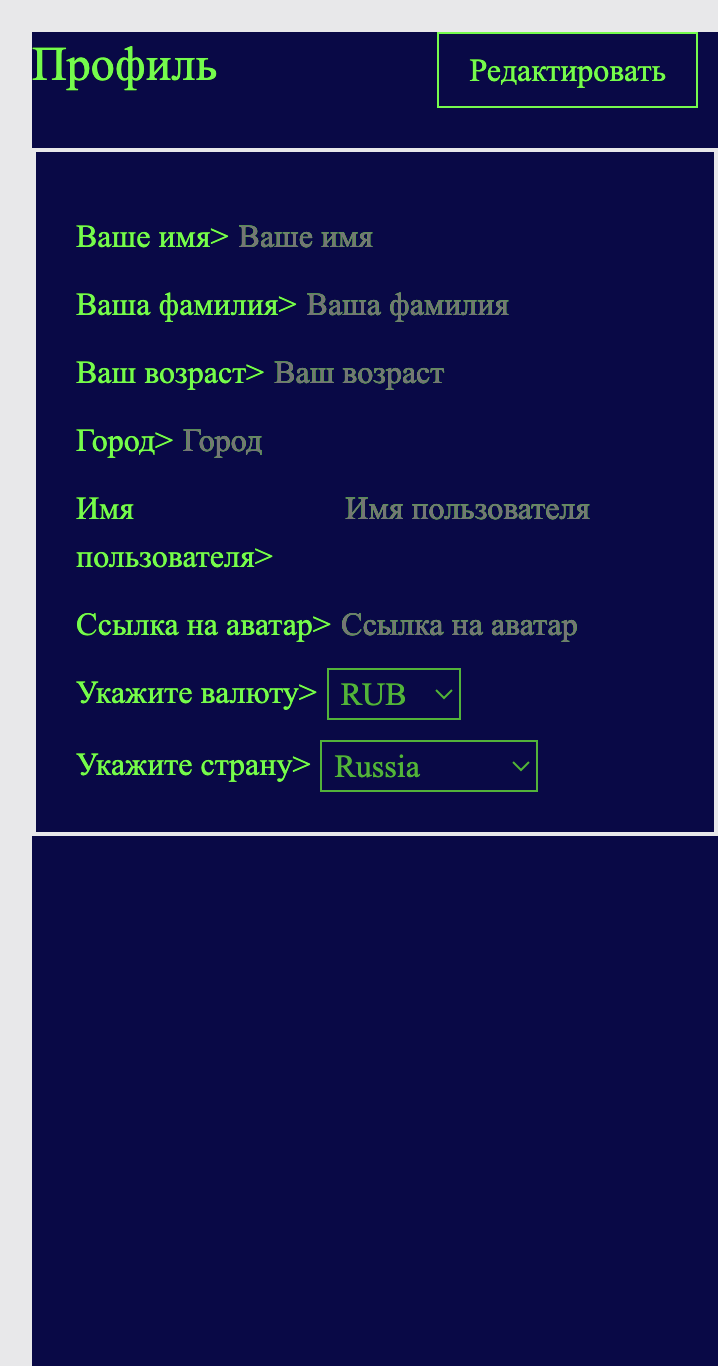 Профиль
Редактировать
Ваше имя> Ваше имя
Ваша фамилия> Ваша фамилия
Ваш возраст> Ваш возраст
Город> Город
Имя пользователя> Имя пользователя
Ссылка на аватар> Ссылка на аватар
Укажите валюту> RUB
Укажите страну> Russia